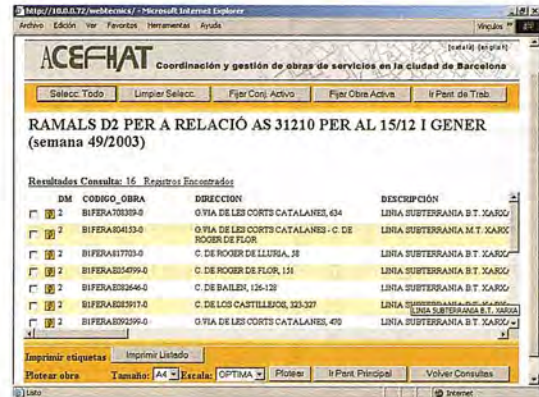 http://10.0.0.72/webtecnics/ - Microsoft Internet Explorer
Archivo Edición Ver Favoritos Herramientas Ayuda Vínculos
[català] [english]
ACEFHAT Coordinación y gestión de obras de servicios en la ciudad de Barcelona
Selecc. Todo Limpiar Selecc. Fijar Conj. Activo Fijar Obra Activa Ir Pant. de Trab.
RAMALS D2 PER A RELACIÓ AS 31210 PER AL 15/12 I GENER
(semana 49/2003)
Resultados Consulta: 16 Registros Encontrados
DM CODIGO_OBRA DIRECCION DESCRIPCIÓN
2 B1FERA708389-0 G.VIA DE LES CORTS CATALANES, 634 LINIA SUBTERRANIA B.T. XARX
2 B1FERA804153-0 G.VIA DE LES CORTS CATALANES - C. DE ROGER DE FLOR LINIA SUBTERRANIA M.T. XARX
2 B1FERA817703-0 C. DE ROGER DE LLURIA, 58 LINIA SUBTERRANIA B.T. XARX
2 B1FERAE054799-0 C. DE ROGER DE FLOR, 151 LINIA SUBTERRANIA B.T. XARX
2 B1FERAE082646-0 C. DE BAILEN, 126-128 LINIA SUBTERRANIA B.T. XARX
2 B1FERAE085917-0 C. DE LOS CASTILLEJOS, 323-327 LINIA SUBTERRANIA B.T. XARXA
2 B1FERAE092599-0 G.VIA DE LES CORTS CATALANES, 470 LINIA SUBTERRANIA B.T. XARX
Imprimir etiquetas Imprimir Listado
Plotear obra Tamaño: A4 Escala: OPTIMA Plotear Ir Pant. Principal Volver Consultas
Listo Internet